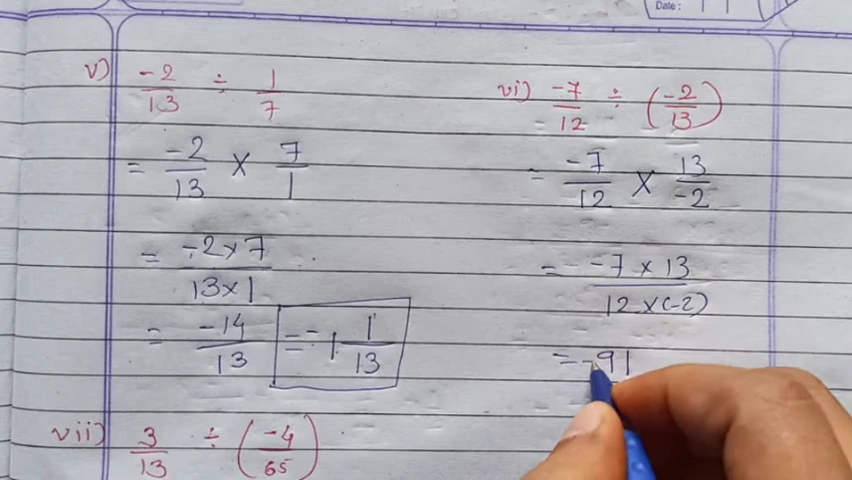 Date:
v) -2/13 ÷ 1/7
= -2/13 × 7/1
= -2×7/13×1
= -14/13 = -1 1/13
vi) -7/12 ÷ (-2/13)
= -7/12 × 13/-2
= -7 × 13/12 × (-2)
= -91
vii) 3/13 ÷ (-4/65)